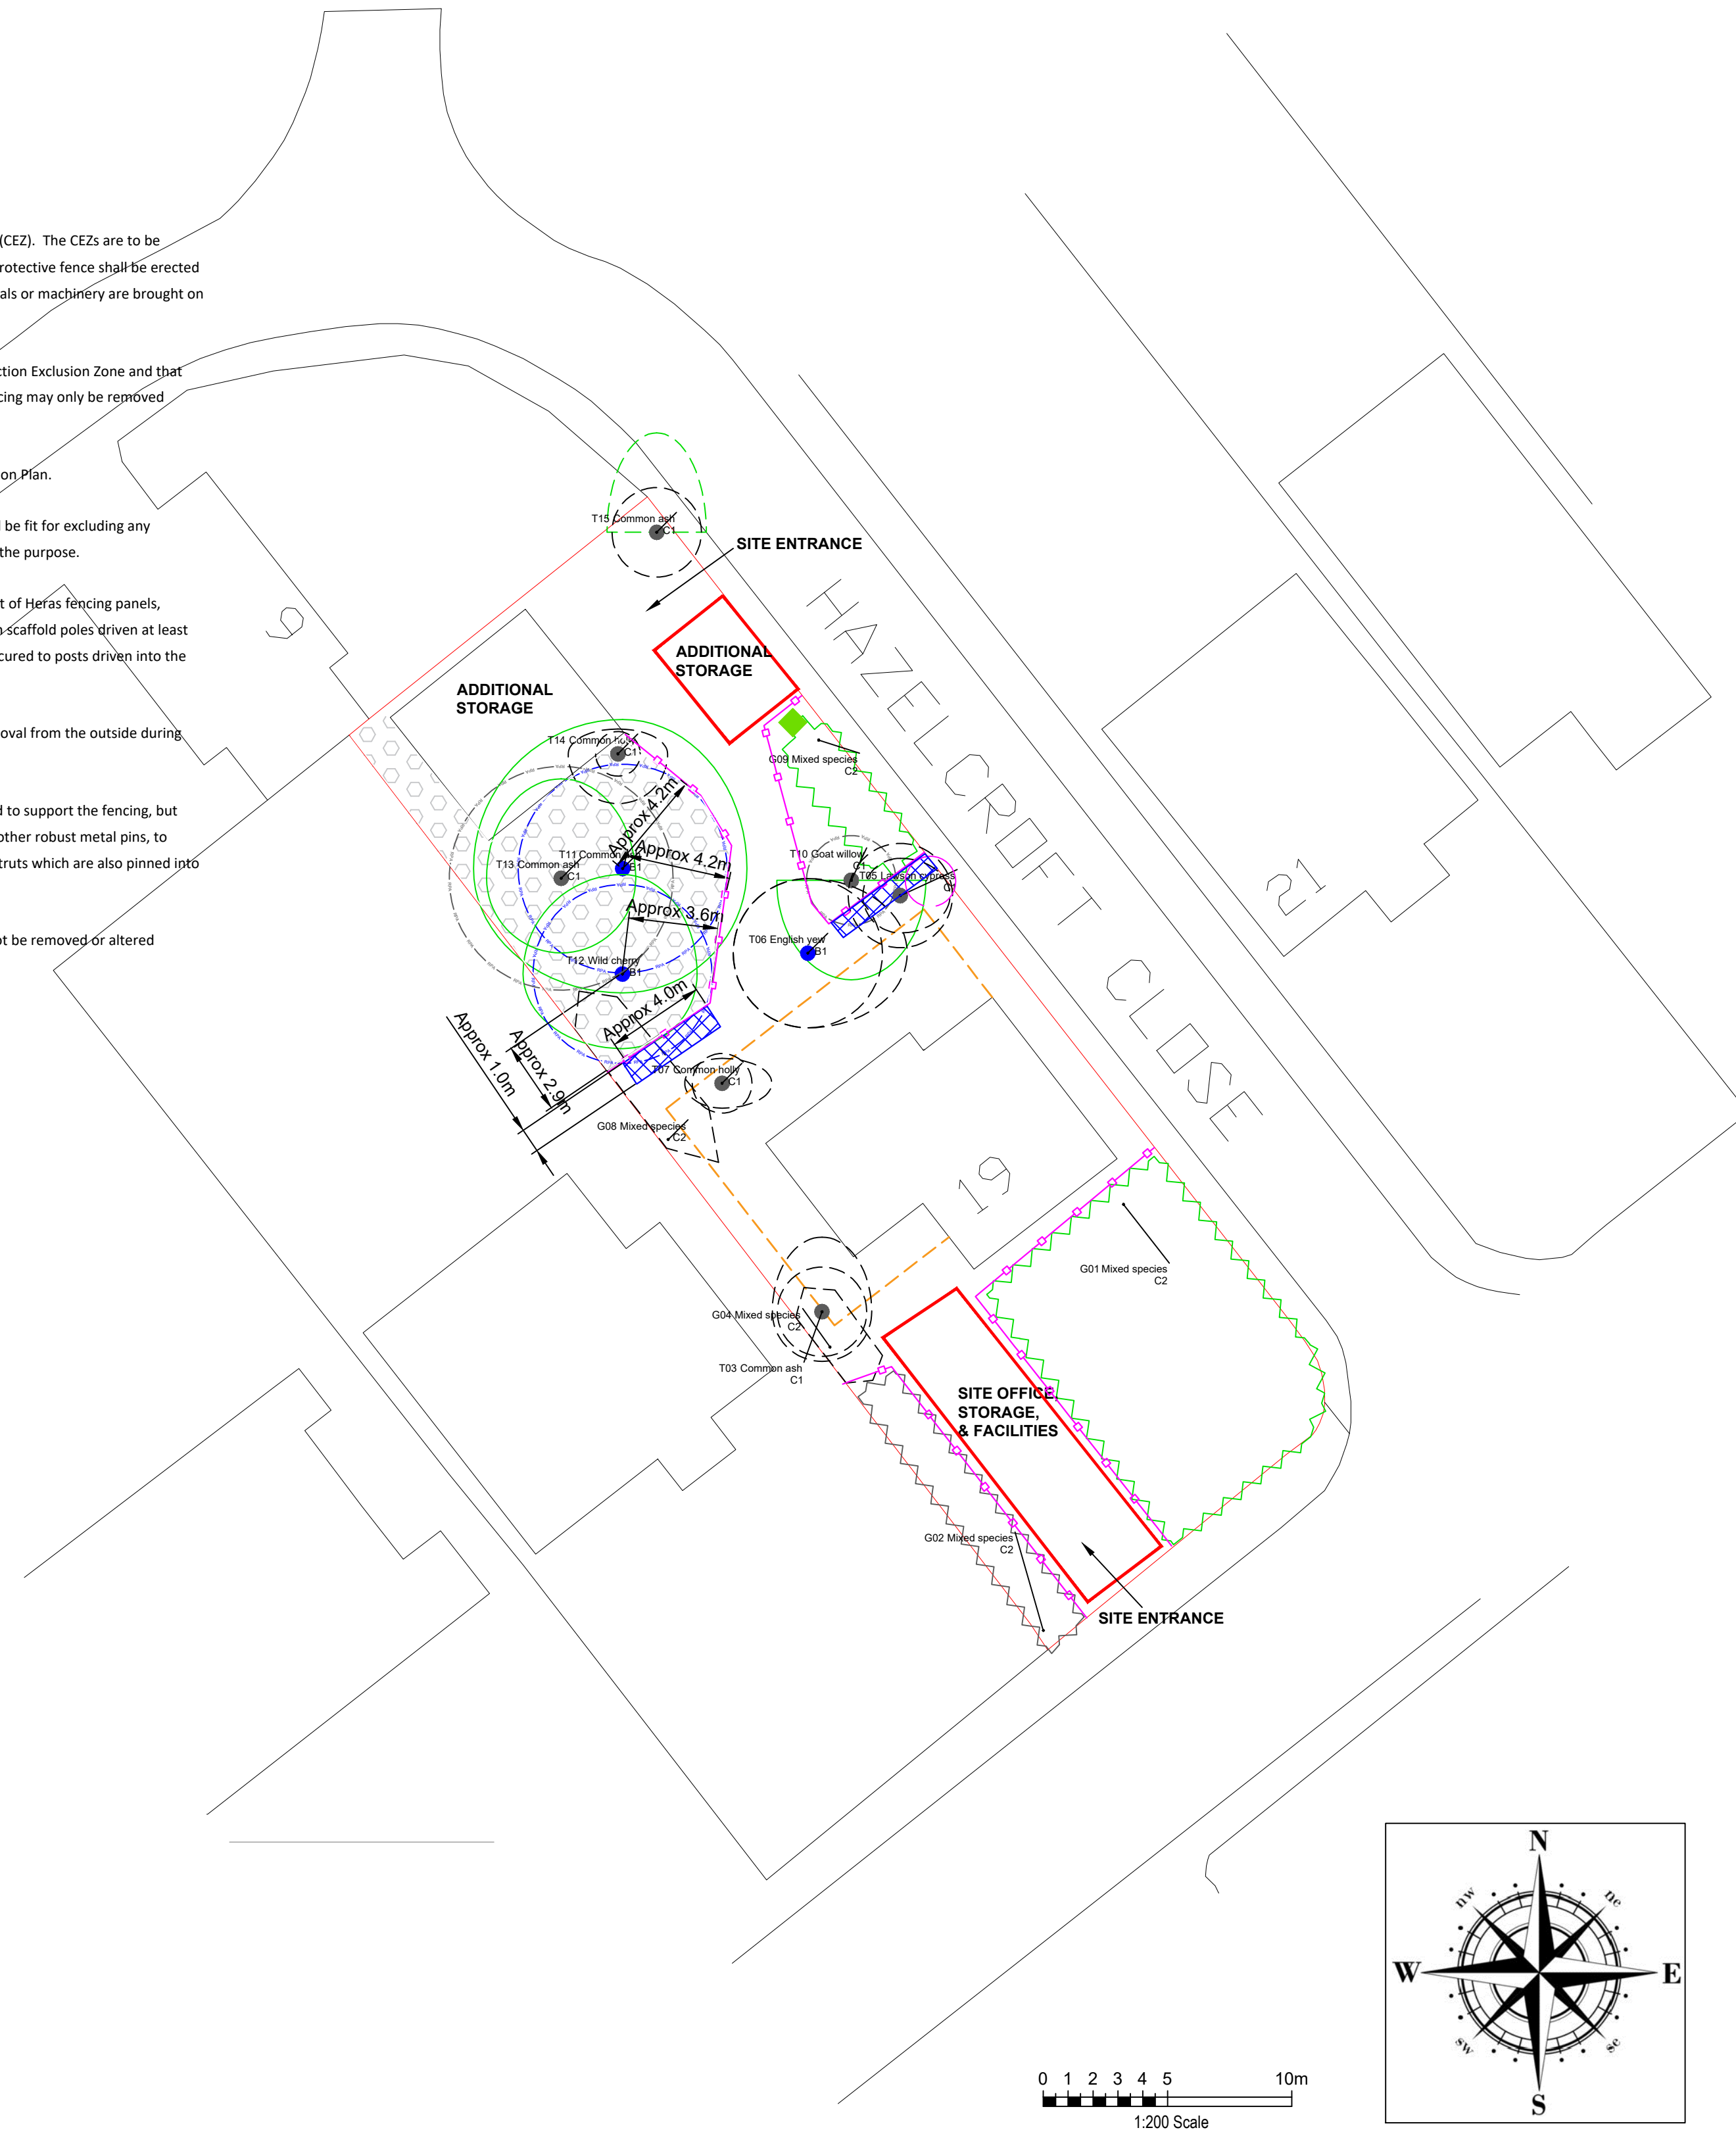 (CEZ).  The CEZs are to be
rotective fence shall be erected
als or machinery are brought on
ction Exclusion Zone and that
cing may only be removed
on Plan.
d be fit for excluding any
the purpose.
t of Heras fencing panels,
n scaffold poles driven at least
cured to posts driven into the
oval from the outside during
d to support the fencing, but
other robust metal pins, to
truts which are also pinned into
ot be removed or altered
T15 Common ash
C1
SITE ENTRANCE
9
ADDITIONAL
STORAGE
ADDITIONAL
STORAGE
HAZELCROFT CLOSE
T14 Common holly
C1
G09 Mixed species
C2
Approx 4.2m
T11 Common ash
B1
Approx 4.2m
T13 Common ash
C1
T10 Goat willow
C1
T05 Lawson cypress
C1
21
Approx 3.6m
T06 English yew
B1
T12 Wild cherry
B1
Approx 4.0m
Approx 1.0m
Approx 2.9m
T07 Common holly
C1
G08 Mixed species
C2
19
G01 Mixed species
C2
G04 Mixed species
C2
T03 Common ash
C1
SITE OFFICE,
STORAGE,
& FACILITIES
G02 Mixed species
C2
SITE ENTRANCE
N
nw
ne
W
E
sw
se
S
0 1 2 3 4 5 10m
1:200 Scale